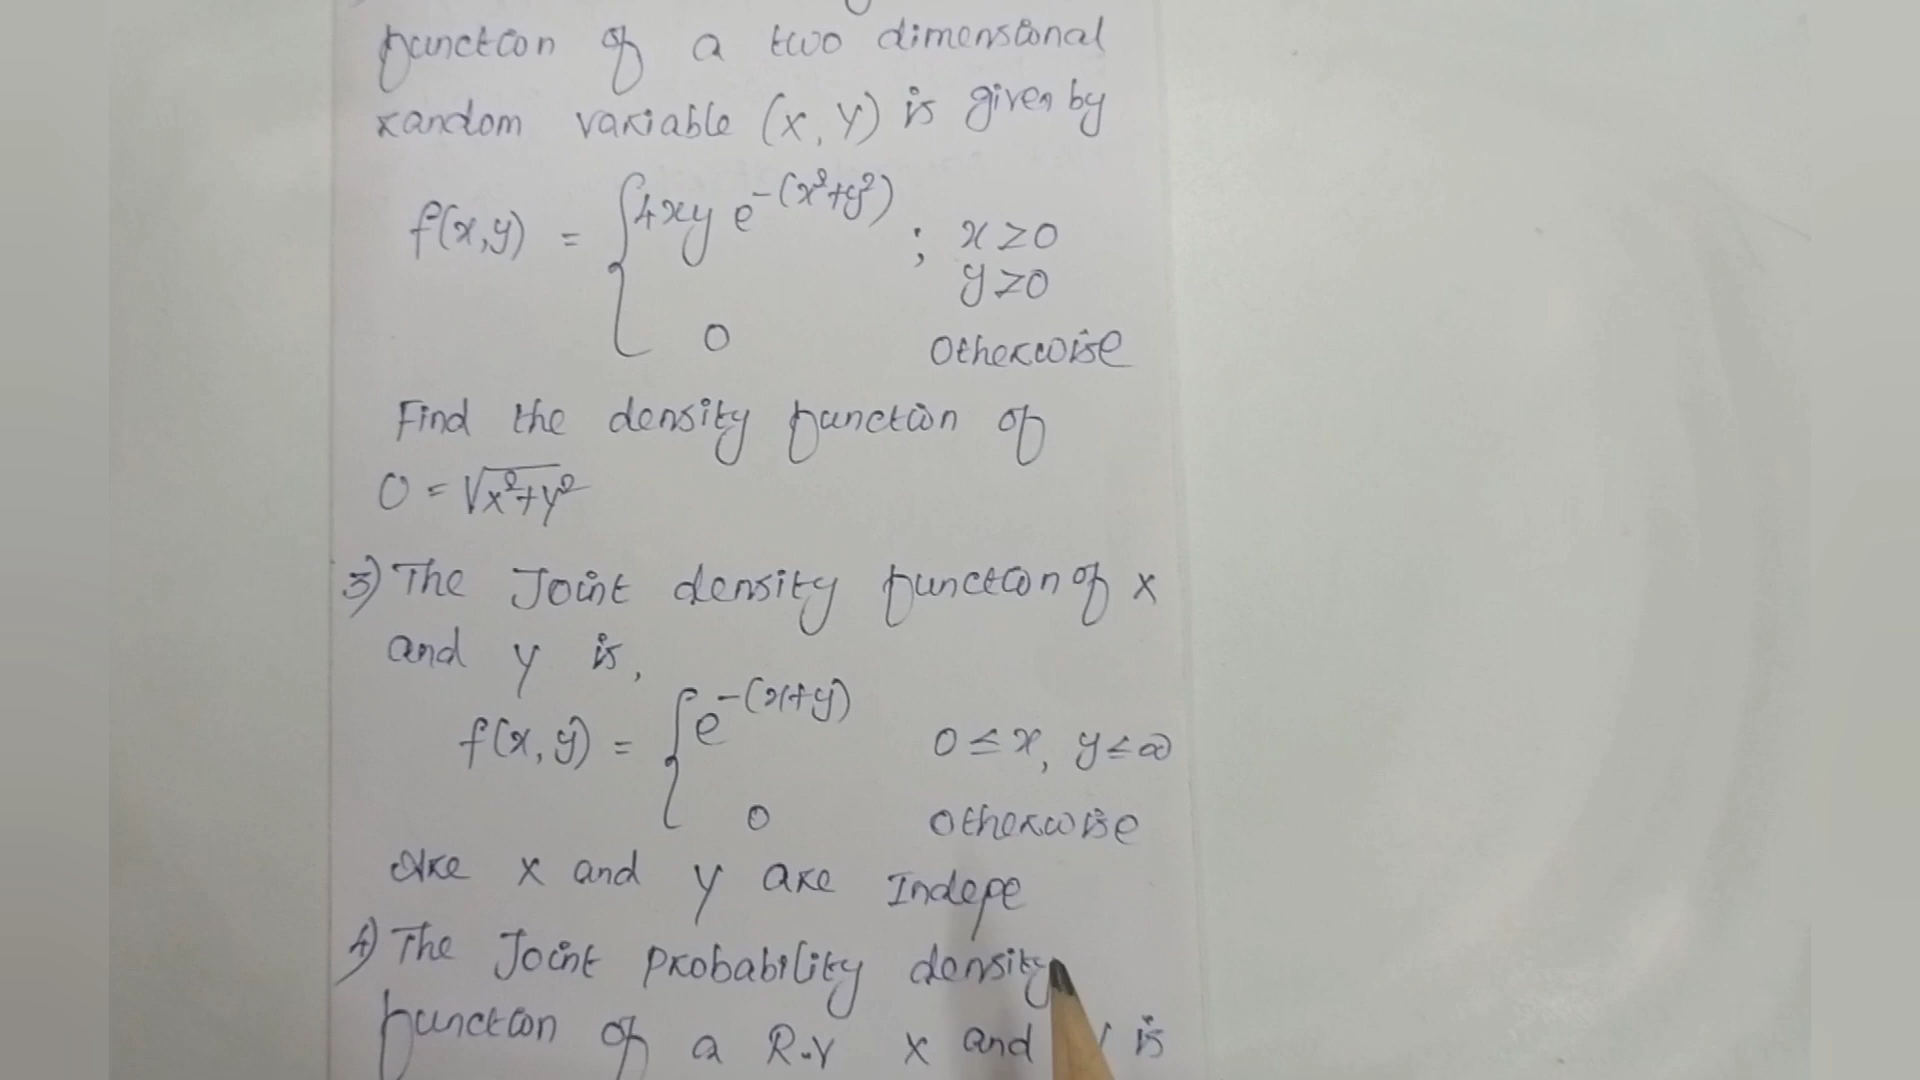 function of a two dimensional
random variable (X, Y) is given by
f(x,y) = { 4xy e^-(x²+y²) ; x≥0
y≥0
0 otherwise
Find the density function of
U = √x²+y²
3) The Joint density function of x
and y is,
f(x, y) = { e^-(x+y) 0 ≤ x, y ≤ ∞
0 otherwise
Are x and y are Indepe
4) The Joint probability density
function of a R.V x and is